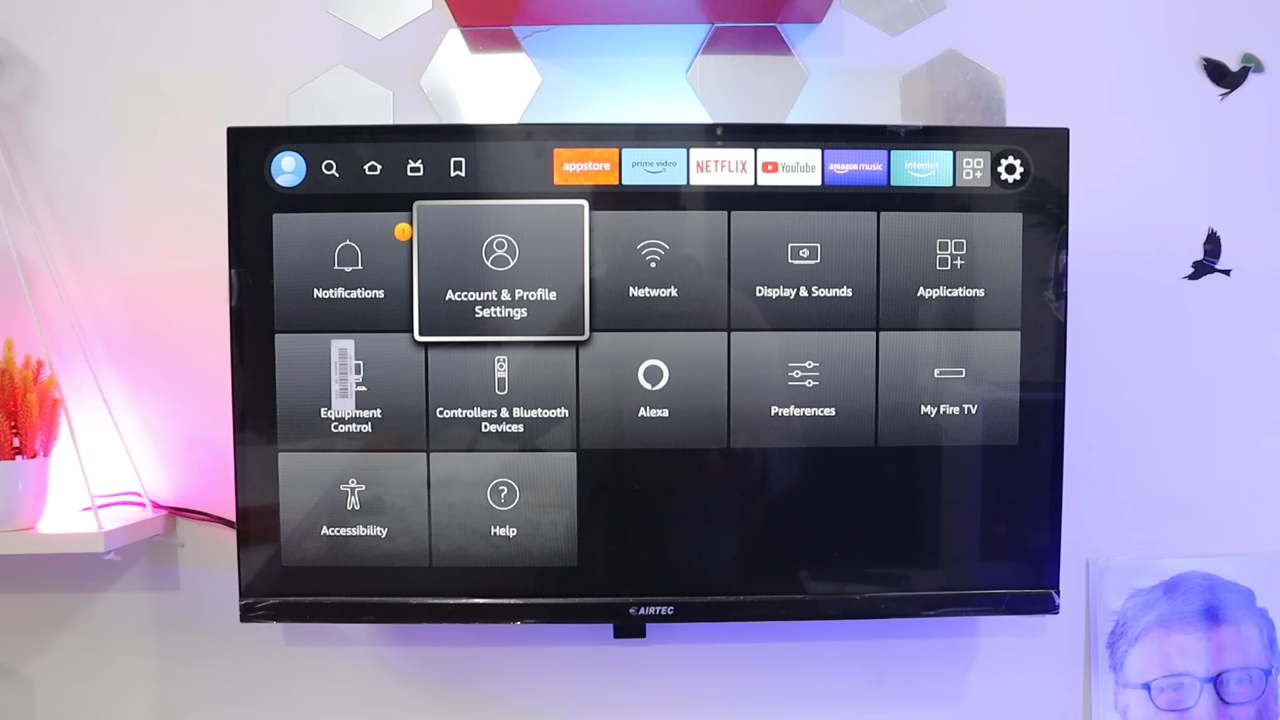 appstore
prime video
NETFLIX
YouTube
amazon music
internet
1
Notifications
Account & Profile
Settings
Network
Display & Sounds
Applications
Equipment
Control
Controllers & Bluetooth
Devices
Alexa
Preferences
My Fire TV
Accessibility
?
Help
AIRTEC